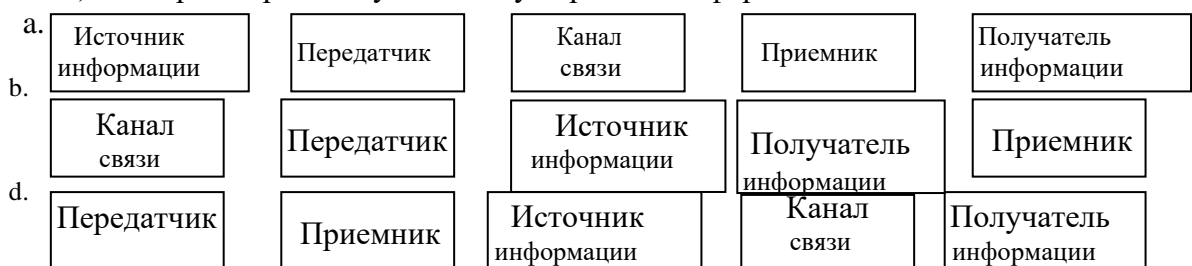 a.
Источник
информации
Передатчик
Канал
связи
Приемник
Получатель
информации
b.
Канал
связи
Передатчик
Источник
информации
Получатель
информации
Приемник
d.
Передатчик
Приемник
Источник
информации
Канал
связи
Получатель
информации